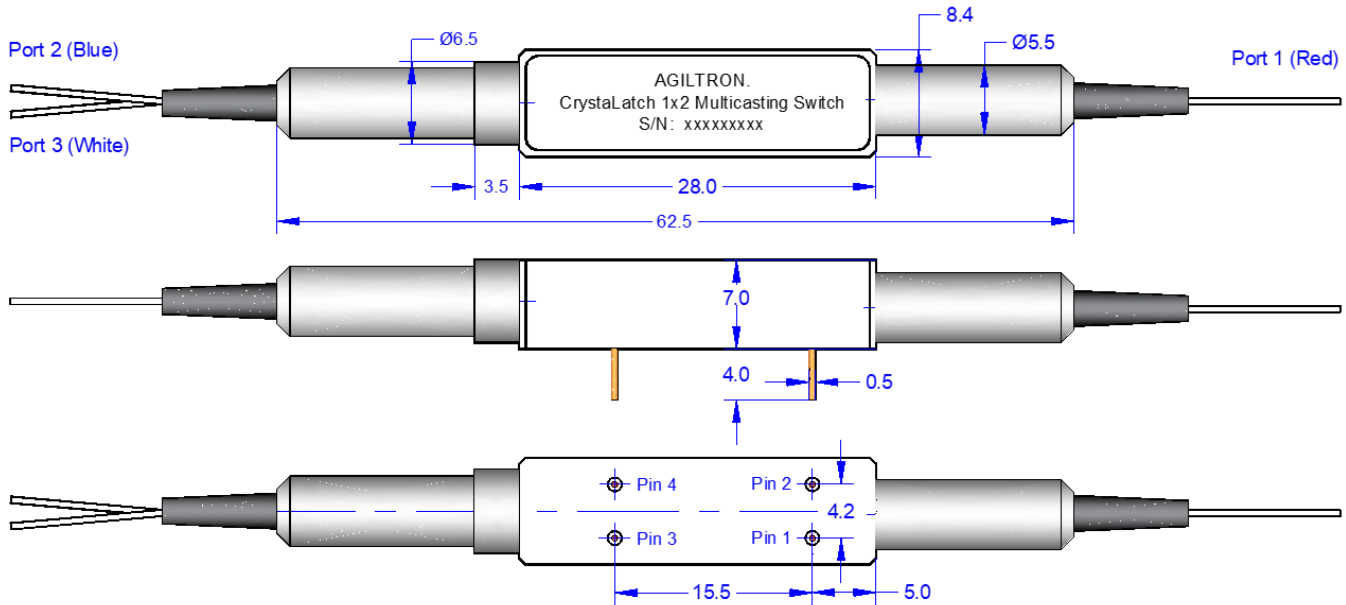 Port 2 (Blue)
Ø6.5
8.4
Ø5.5
Port 1 (Red)
AGILTRON.
CrystaLatch 1x2 Multicasting Switch
S/N: xxxxxxxxx
Port 3 (White)
3.5
28.0
62.5
7.0
4.0
0.5
Pin 4
Pin 2
4.2
Pin 3
Pin 1
15.5
5.0